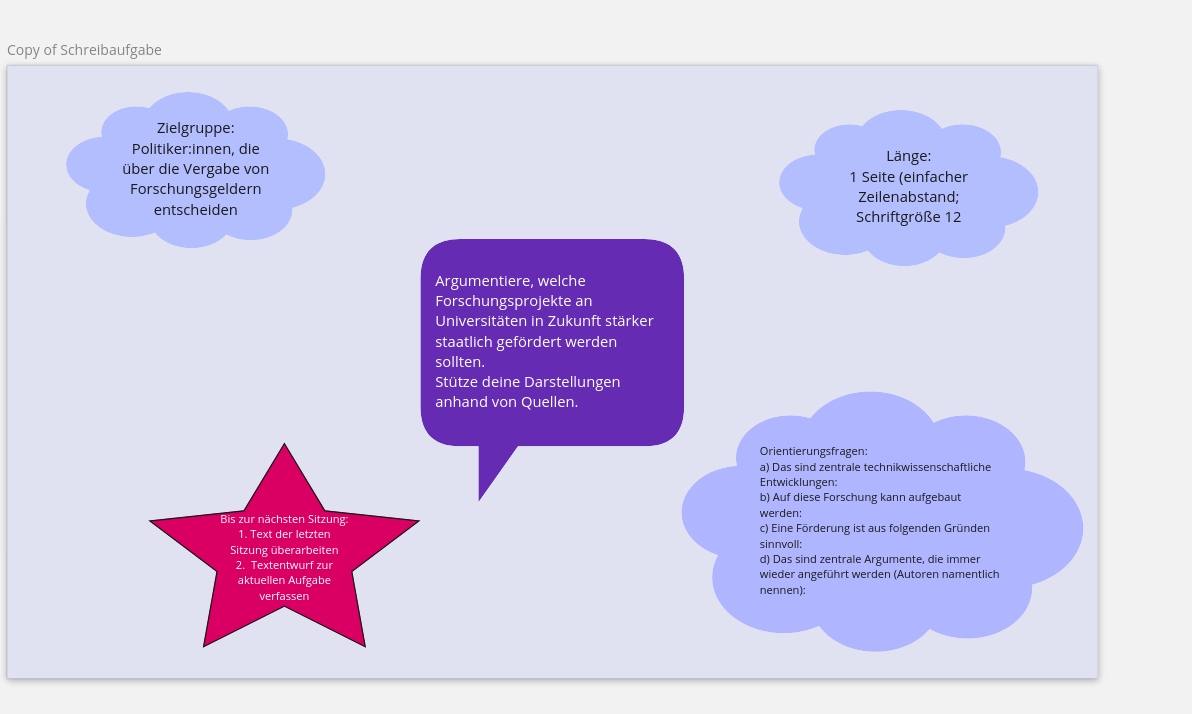 Copy of Schreibaufgabe
Zielgruppe:
Politiker:innen, die
über die Vergabe von
Forschungsgeldern
entscheiden
Länge:
1 Seite (einfacher
Zeilenabstand;
Schriftgröße 12
Argumentiere, welche
Forschungsprojekte an
Universitäten in Zukunft stärker
staatlich gefördert werden
sollten.
Stütze deine Darstellungen
anhand von Quellen.
Bis zur nächsten Sitzung:
1. Text der letzten
Sitzung überarbeiten
2. Textentwurf zur
aktuellen Aufgabe
verfassen
Orientierungsfragen:
a) Das sind zentrale technikwissenschaftliche
Entwicklungen:
b) Auf diese Forschung kann aufgebaut
werden:
c) Eine Förderung ist aus folgenden Gründen
sinnvoll:
d) Das sind zentrale Argumente, die immer
wieder angeführt werden (Autoren namentlich
nennen):